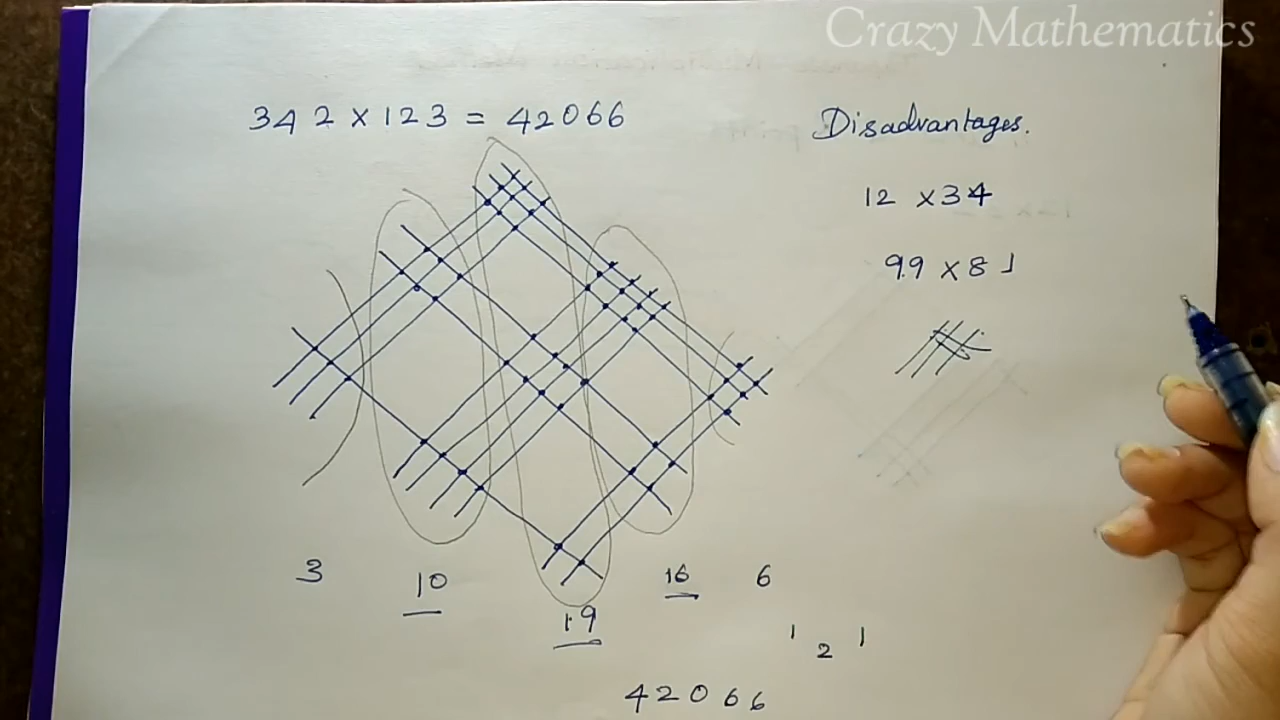 Crazy Mathematics
342 x 123 = 42066
Disadvantages.
12 x 34
99 x 81
3 10 19 16 6
1 2 1
42066